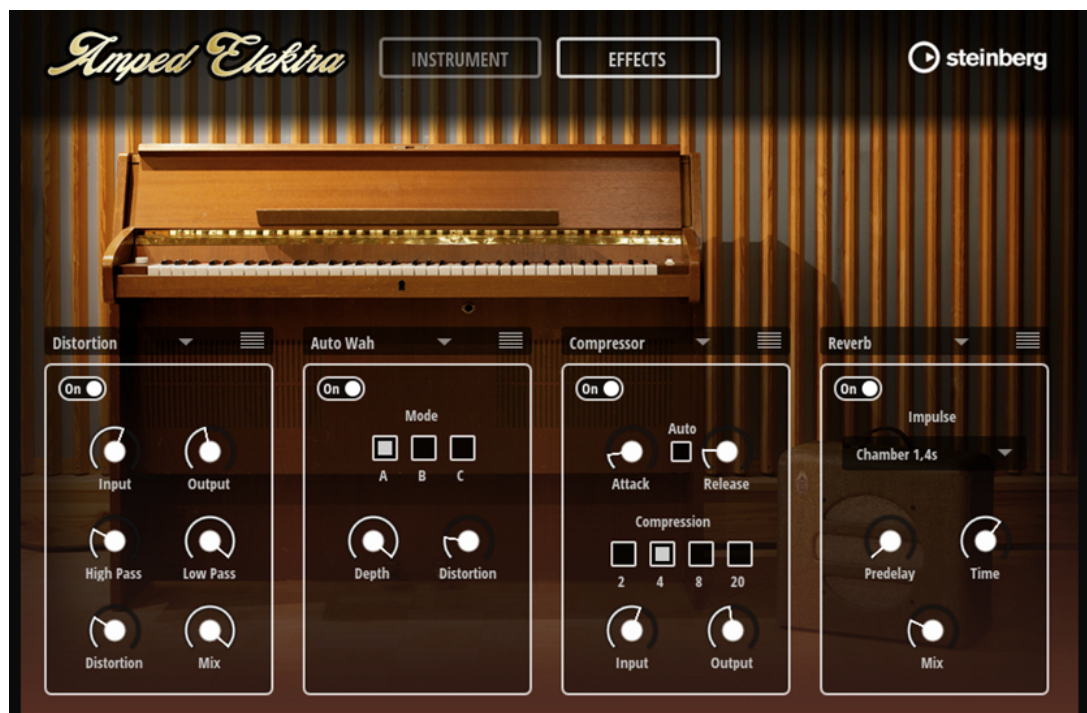 Amped Elektra
INSTRUMENT
EFFECTS
steinberg
Distortion
Auto Wah
Compressor
Reverb
On
Input
Output
High Pass
Low Pass
Distortion
Mix
On
Mode
A B C
Depth
Distortion
On
Auto
Attack
Release
Compression
2 4 8 20
Input
Output
On
Impulse
Chamber 1,4s
Predelay
Time
Mix